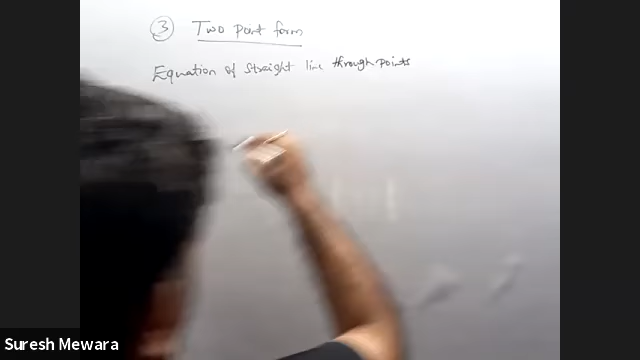 ③ Two point form
Equation of straight line through points
Suresh Mewara